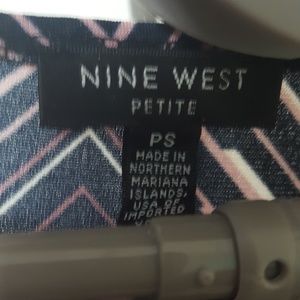 NINE WEST
PETITE
PS
MADE IN
NORTHERN
MARIANA
ISLANDS,
USA OF
IMPORTED